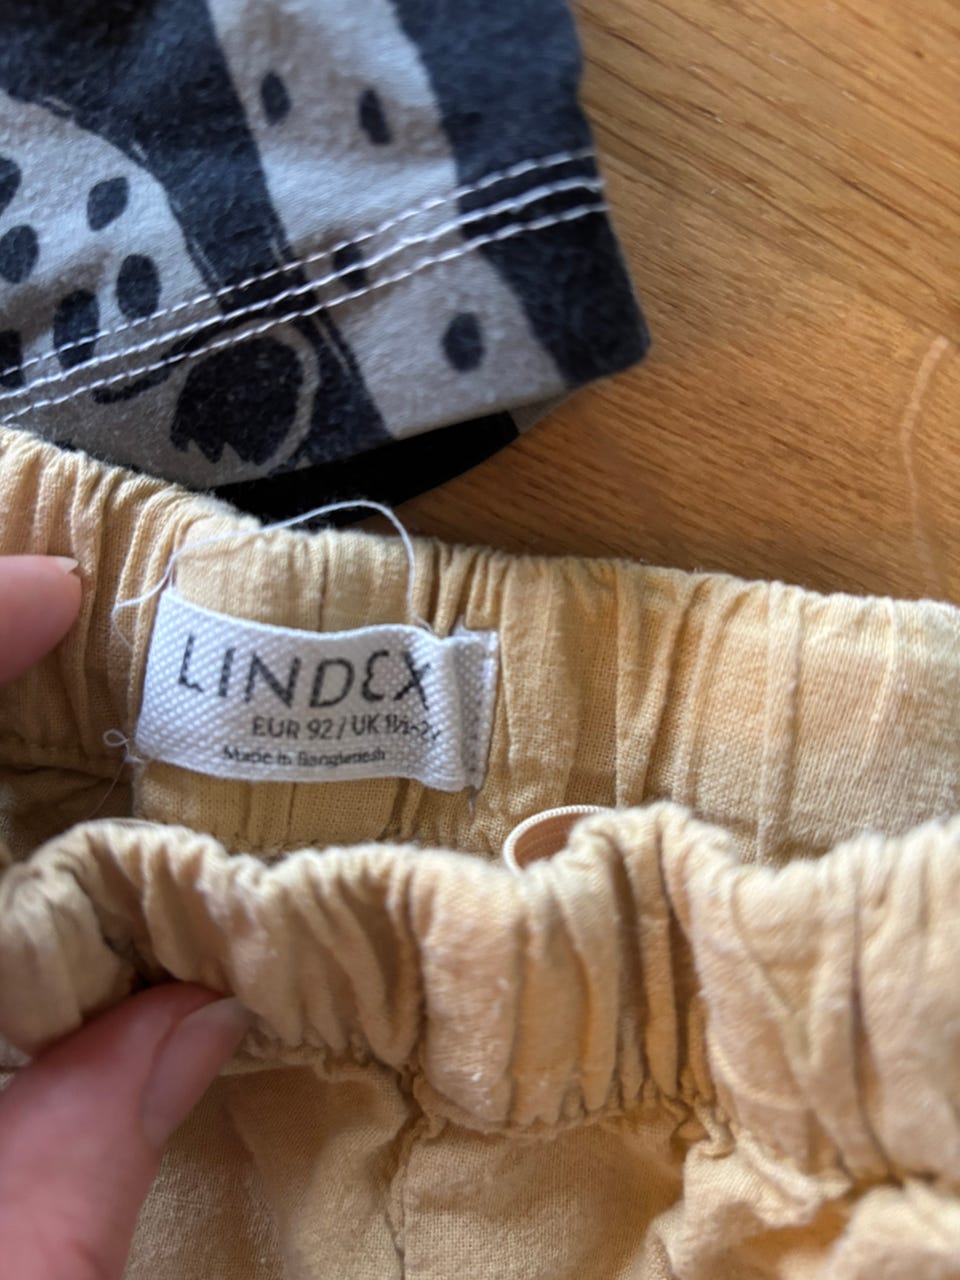 LINDEX
EUR 92 / UK 1½-2Y
Made in Bangladesh